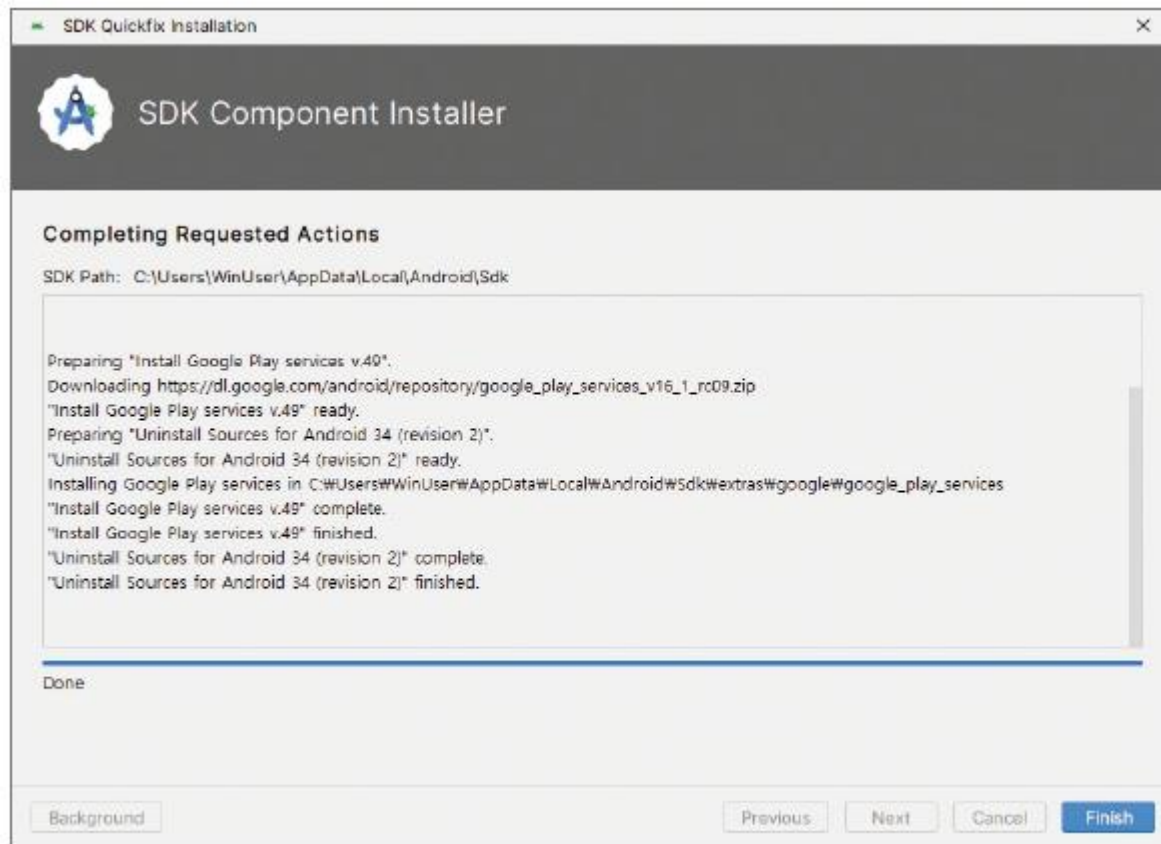 SDK Quickfix Installation
SDK Component Installer
Completing Requested Actions
SDK Path: C:\Users\WinUser\AppData\Local\Android\Sdk
Preparing "Install Google Play services v.49".
Downloading https://dl.google.com/android/repository/google_play_services_v16_1_rc09.zip
"Install Google Play services v.49" ready.
Preparing "Uninstall Sources for Android 34 (revision 2)".
"Uninstall Sources for Android 34 (revision 2)" ready.
Installing Google Play services in C:₩Users₩WinUser₩AppData₩Local₩Android₩Sdk₩extras₩google₩google_play_services
"Install Google Play services v.49" complete.
"Install Google Play services v.49" finished.
"Uninstall Sources for Android 34 (revision 2)" complete.
"Uninstall Sources for Android 34 (revision 2)" finished.
Done
Background Previous Next Cancel Finish